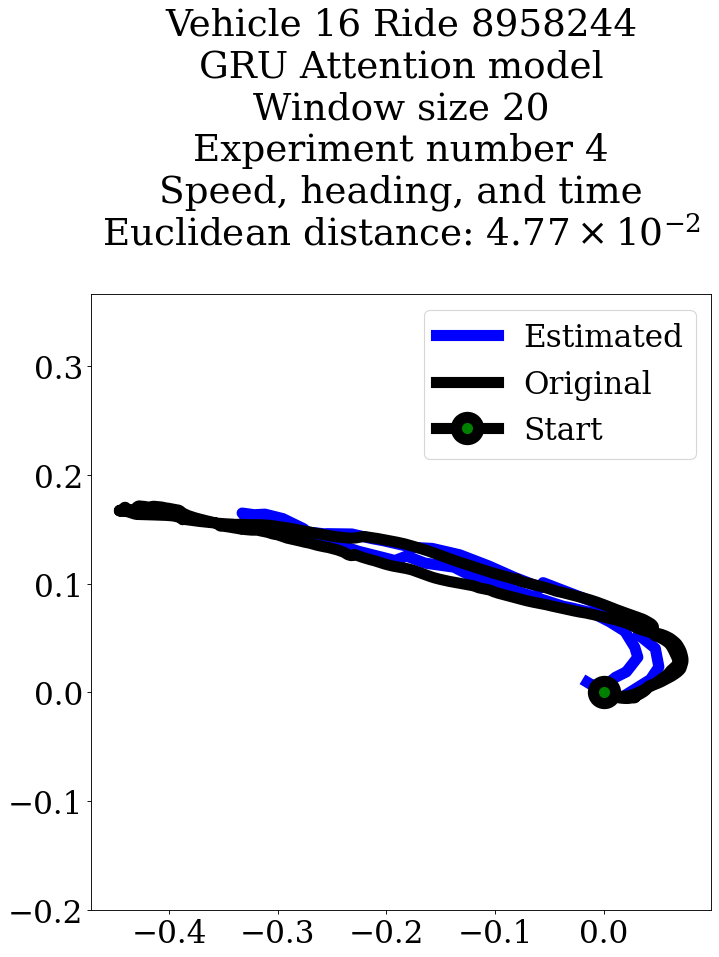 Vehicle 16 Ride 8958244
GRU Attention model
Window size 20
Experiment number 4
Speed, heading, and time
Euclidean distance: 4.77 × 10⁻²
Estimated
Original
Start
0.3
0.2
0.1
0.0
−0.1
−0.2
−0.4 −0.3 −0.2 −0.1 0.0